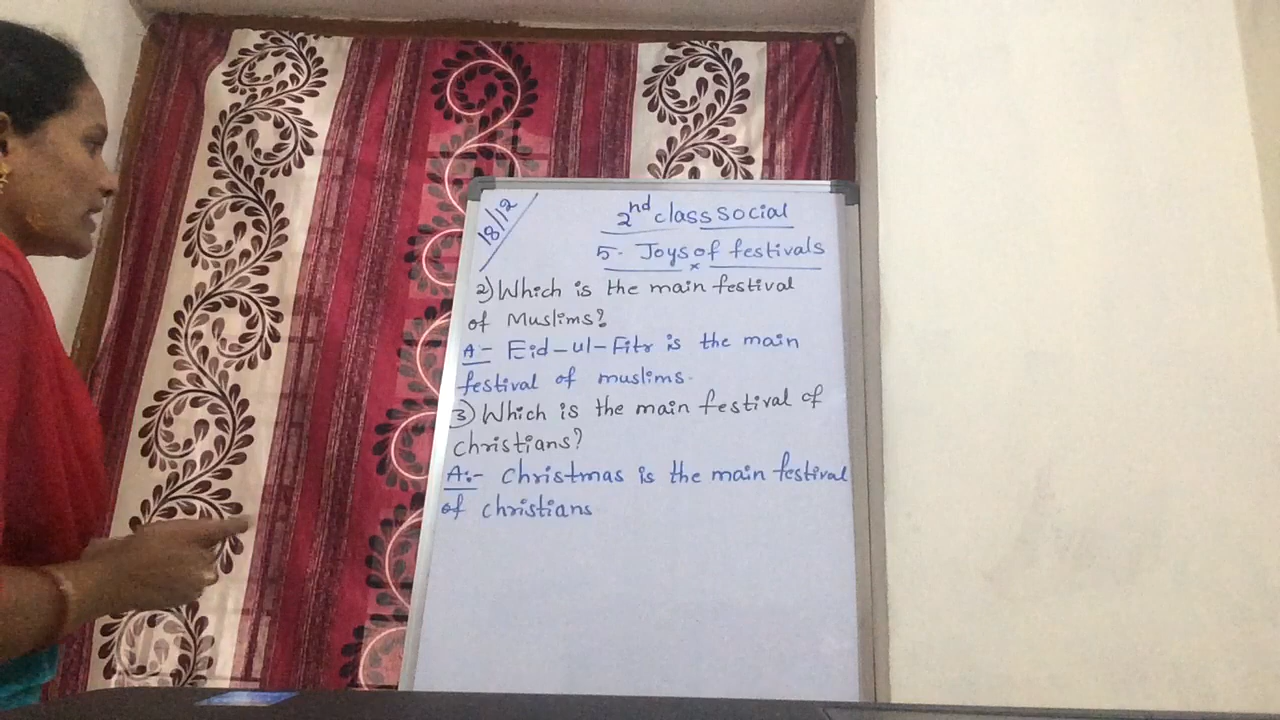 18/12
2nd class Social
5. Joys of festivals
2) Which is the main festival
of Muslims?
A:- Eid-ul-Fitr is the main
festival of muslims.
3) Which is the main festival of
christians?
A:- Christmas is the main festival
of christians